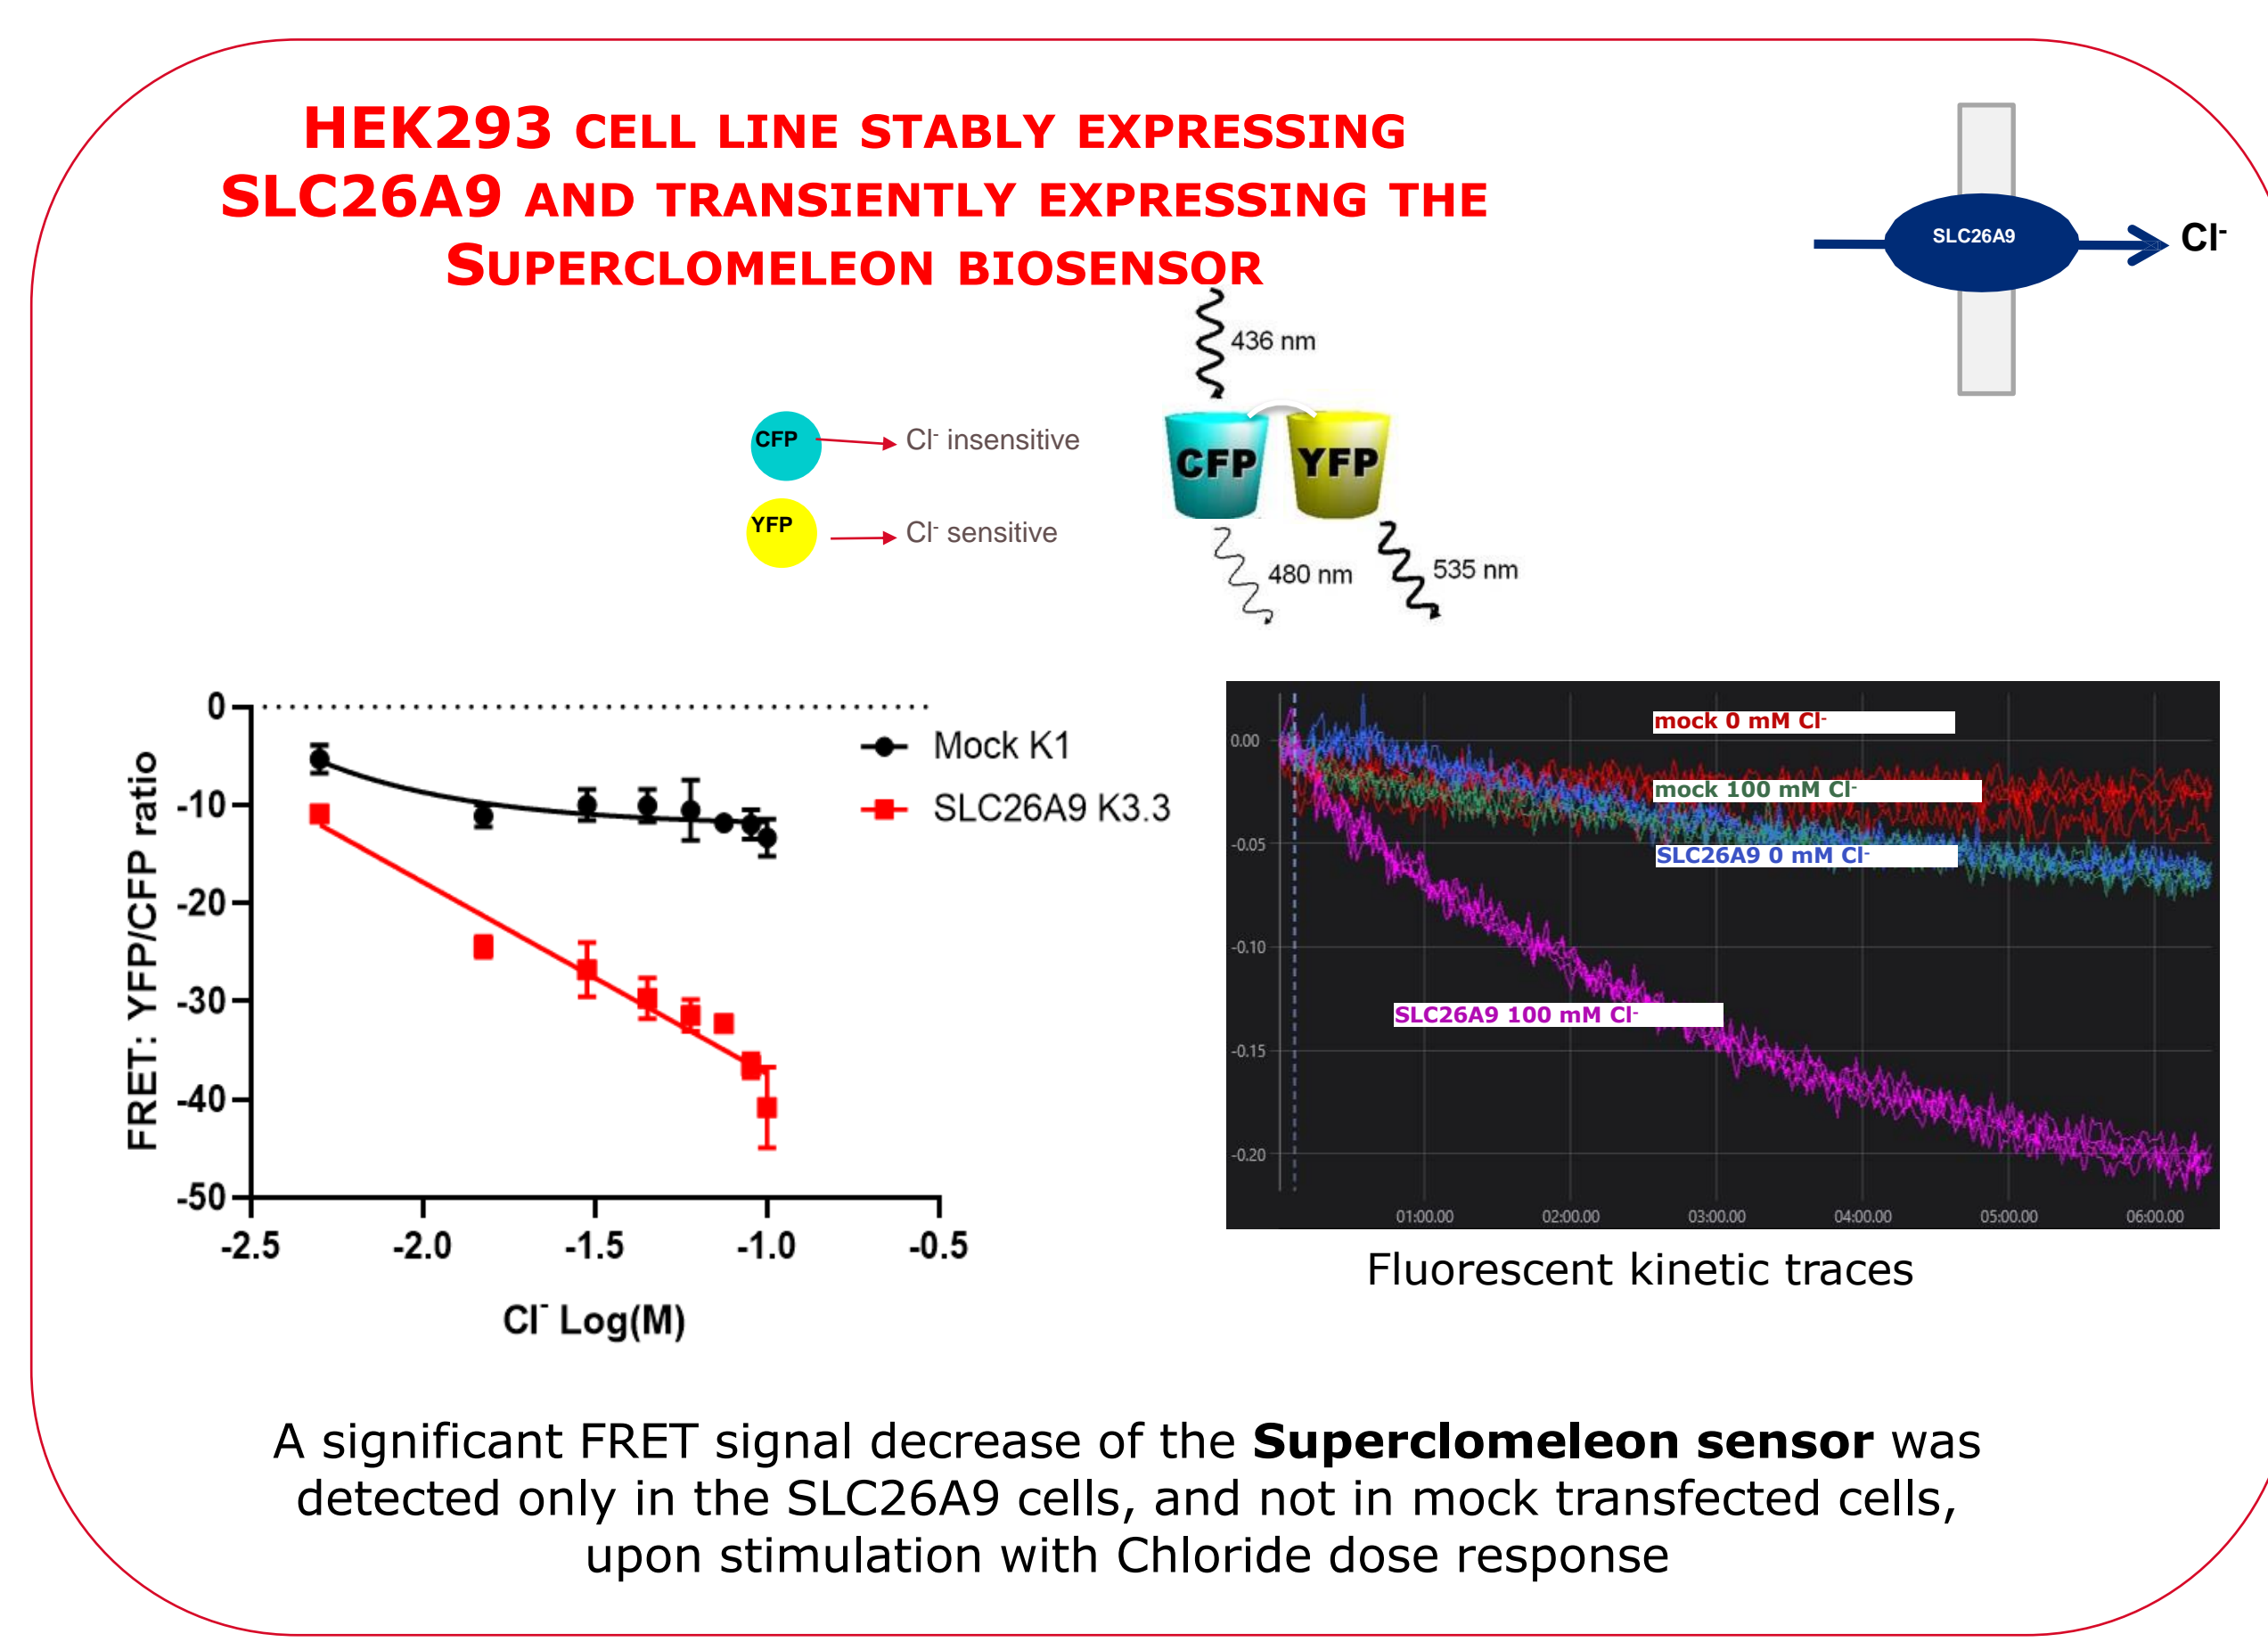 HEK293 CELL LINE STABLY EXPRESSING
SLC26A9 AND TRANSIENTLY EXPRESSING THE
SUPERCLOMELEON BIOSENSOR
SLC26A9
Cl-
436 nm
CFP
Cl- insensitive
YFP
Cl- sensitive
CFP
YFP
480 nm
535 nm
FRET: YFP/CFP ratio
0
-10
-20
-30
-40
-50
Mock K1
SLC26A9 K3.3
-2.5
-2.0
-1.5
-1.0
-0.5
Cl- Log(M)
0.00
-0.05
-0.10
-0.15
-0.20
mock 0 mM Cl-
mock 100 mM Cl-
SLC26A9 0 mM Cl-
SLC26A9 100 mM Cl-
01:00.00
02:00.00
03:00.00
04:00.00
05:00.00
06:00.00
Fluorescent kinetic traces
A significant FRET signal decrease of the Superclomeleon sensor was
detected only in the SLC26A9 cells, and not in mock transfected cells,
upon stimulation with Chloride dose response